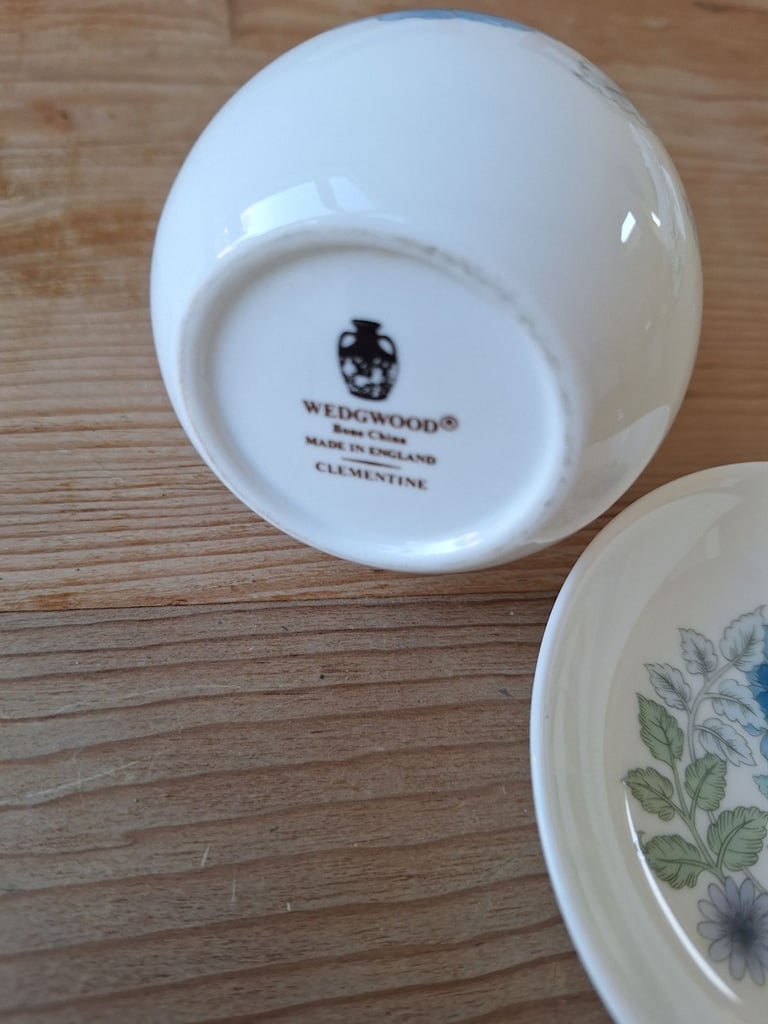 WEDGWOOD®
Bone China
MADE IN ENGLAND
CLEMENTINE